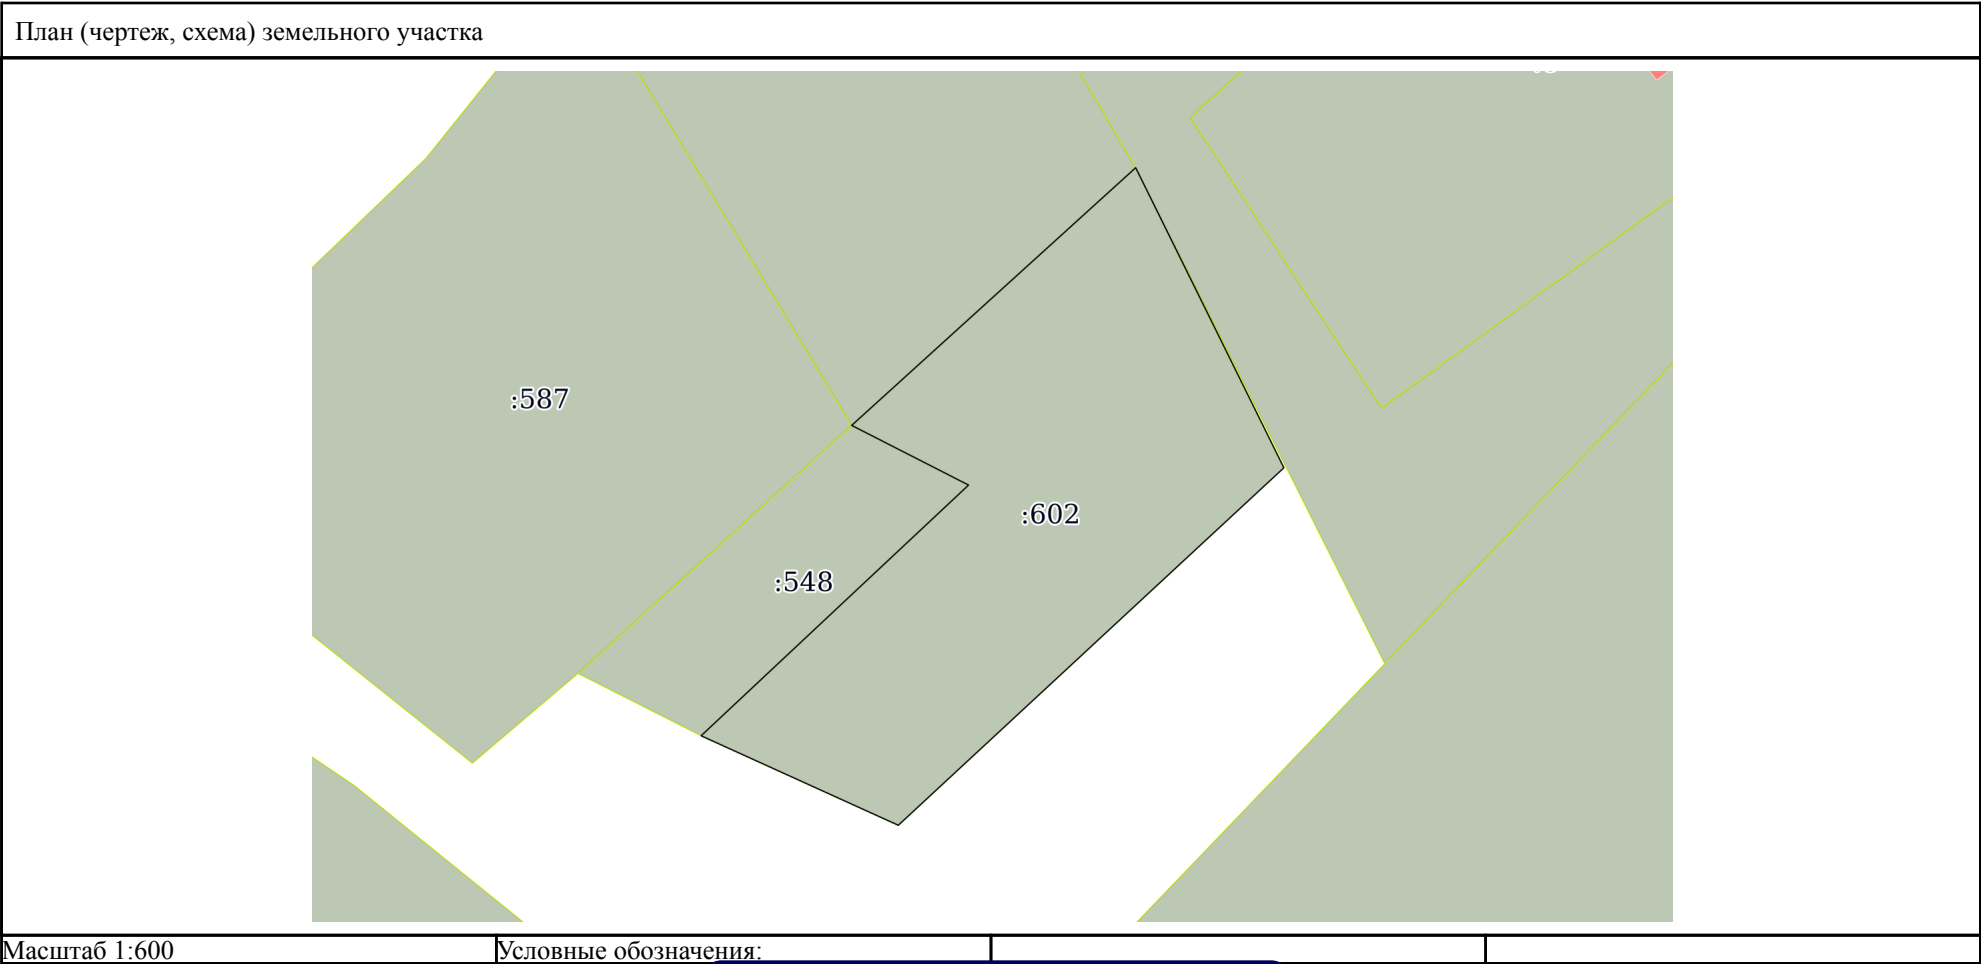 План (чертеж, схема) земельного участка
:587
:602
:548
Масштаб 1:600
Условные обозначения: